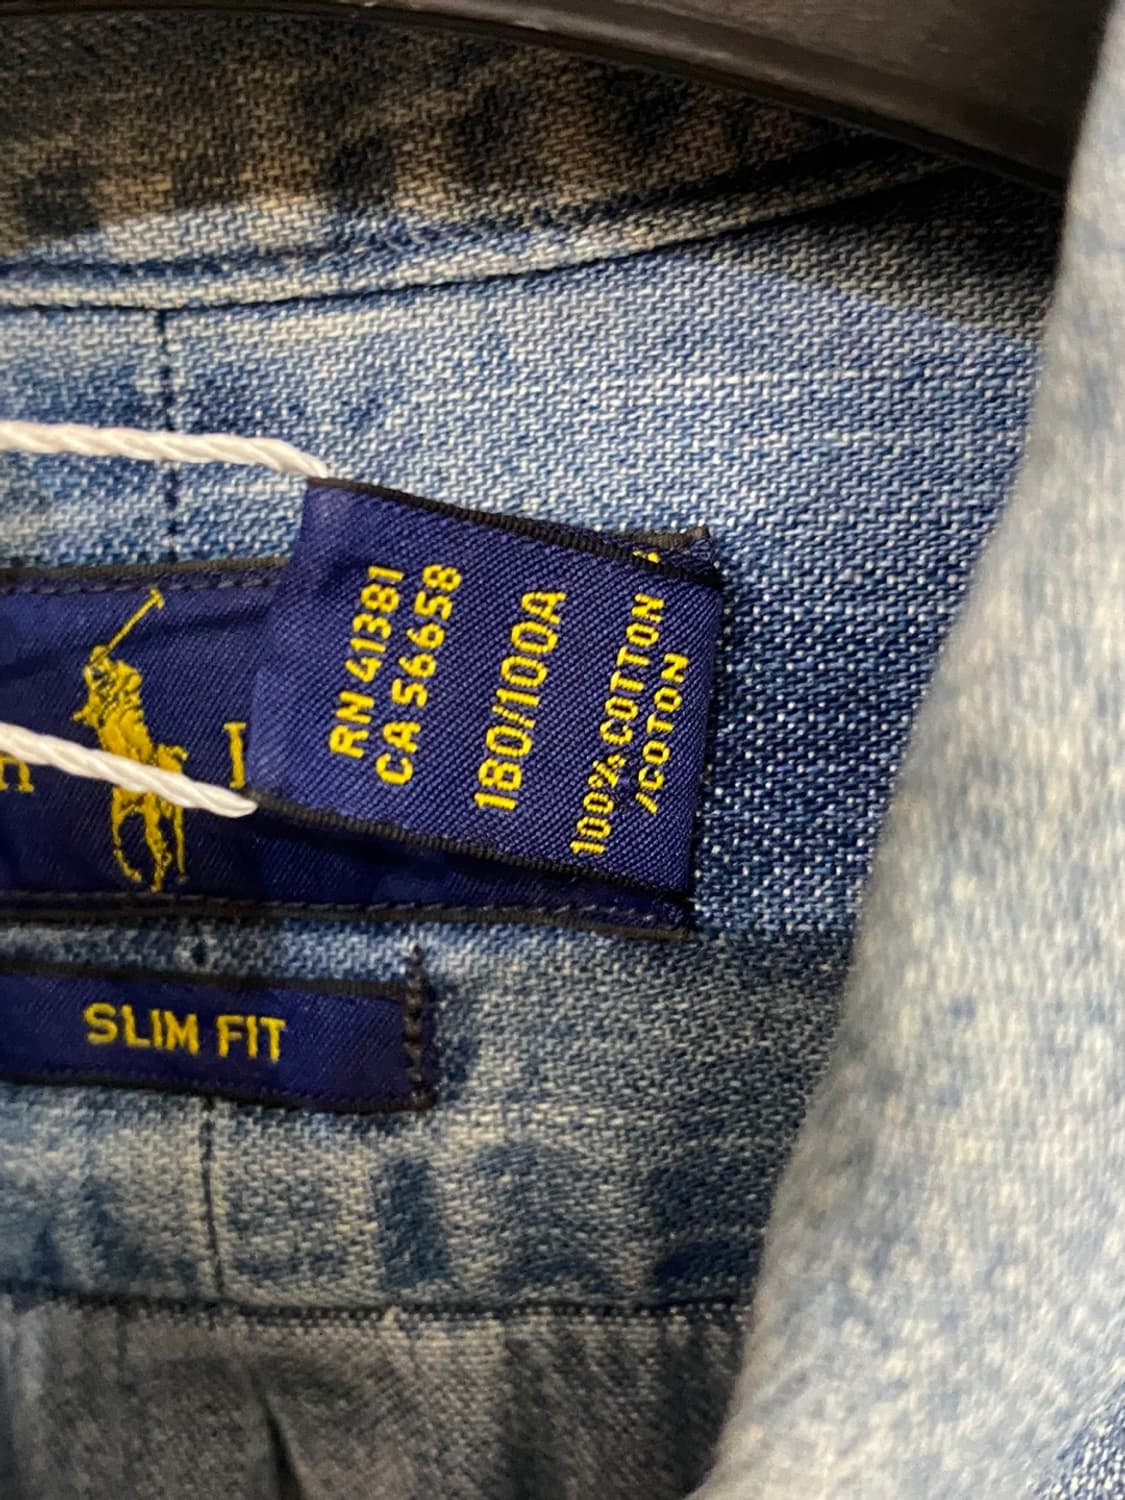 RN 41381
CA 56658
180/100A
100% COTTON
/COTON
SLIM FIT